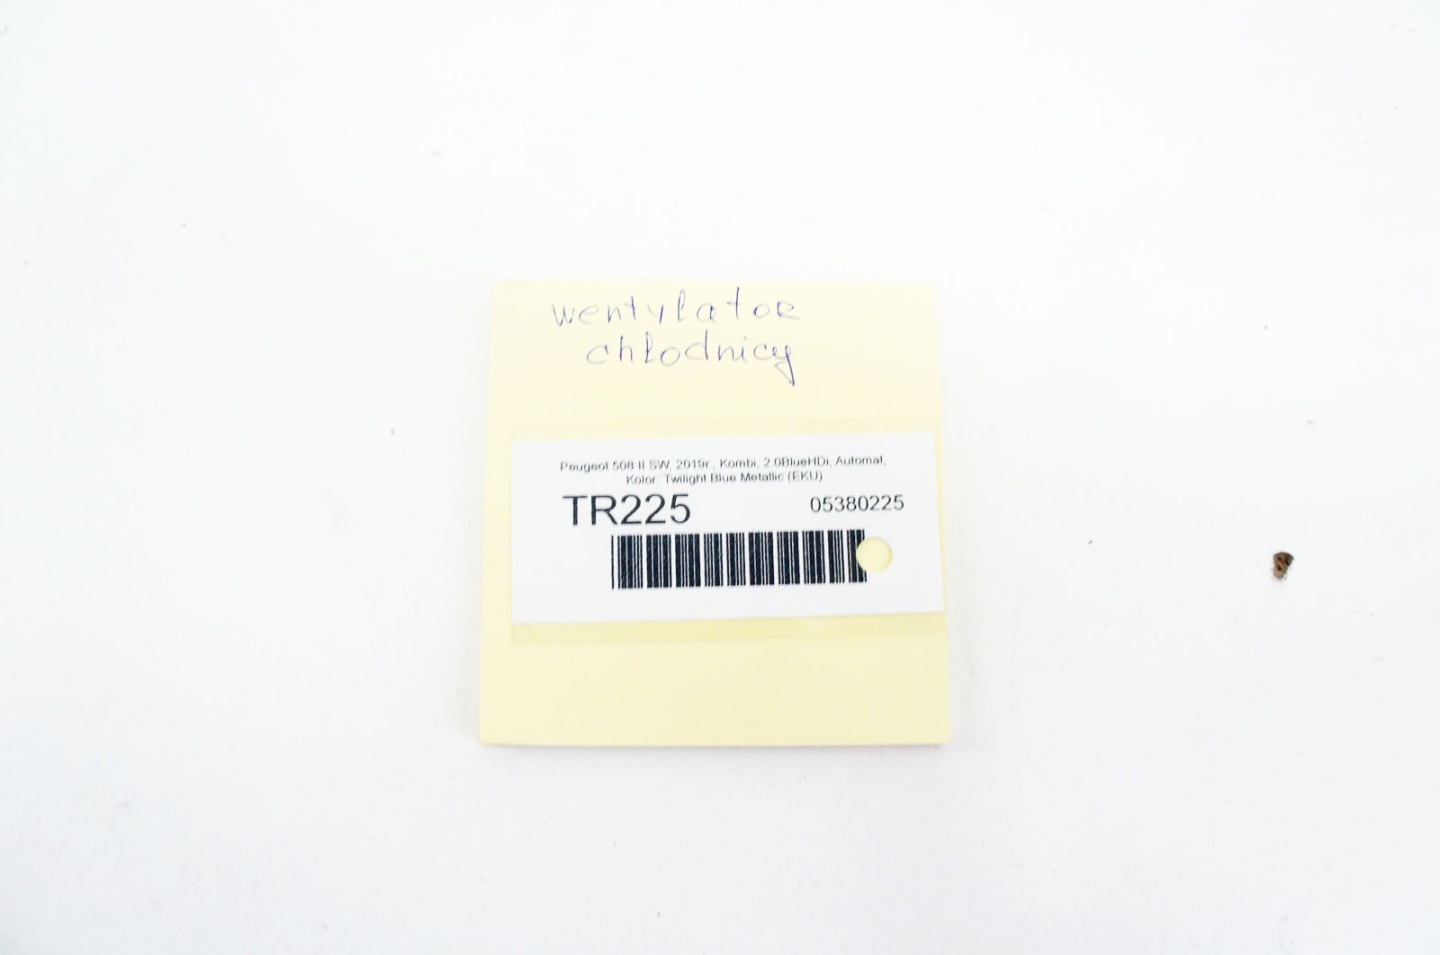 wentylator
chłodnicy
Peugeot 508 II SW, 2019r., Kombi, 2.0BlueHDi, Automat,
Kolor: Twilight Blue Metallic (EKU)
TR225 05380225